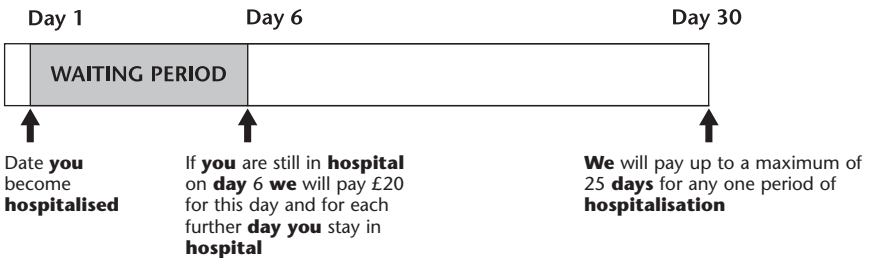 Day 1
Day 6
Day 30
WAITING PERIOD
Date you
become
hospitalised
If you are still in hospital
on day 6 we will pay £20
for this day and for each
further day you stay in
hospital
We will pay up to a maximum of
25 days for any one period of
hospitalisation